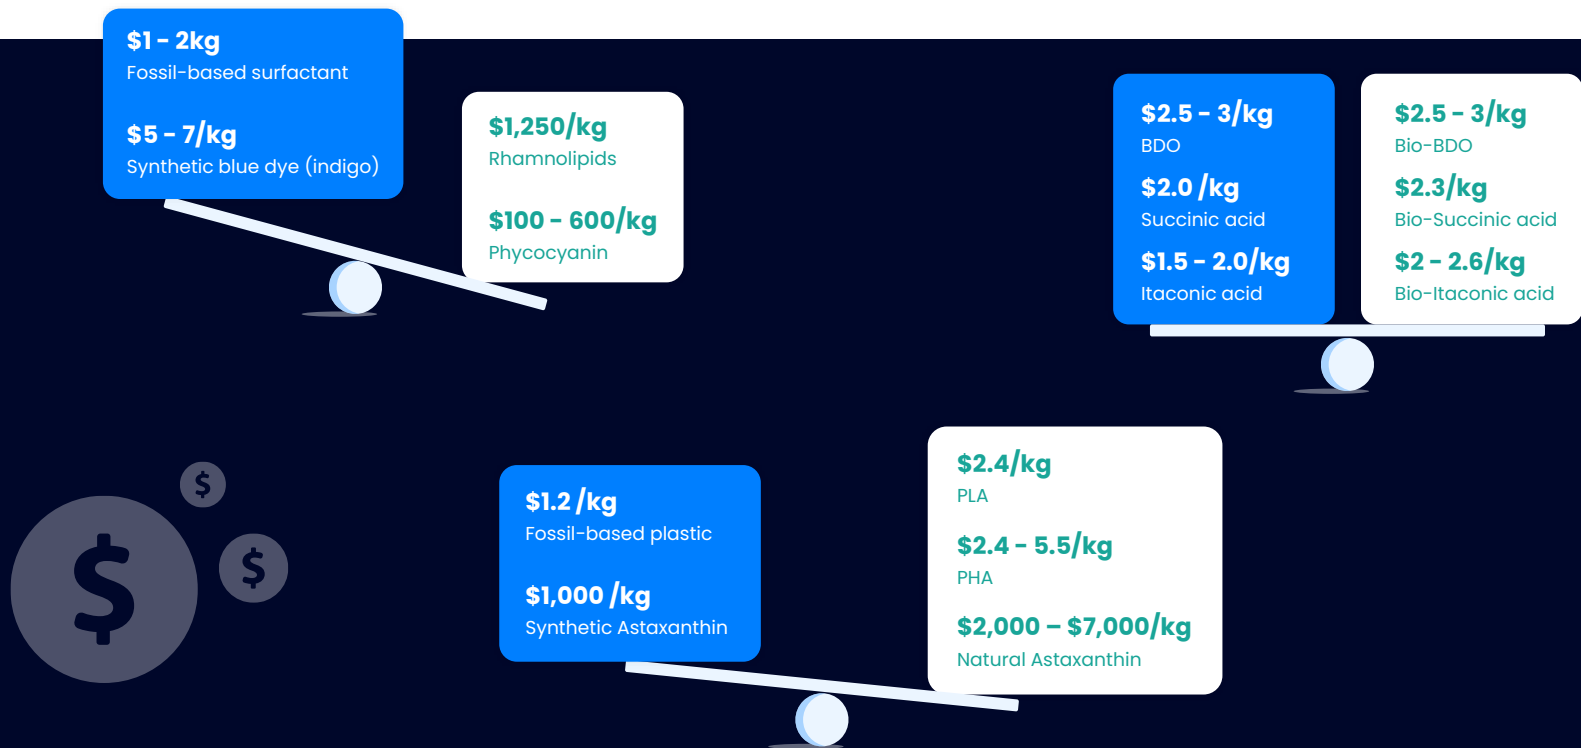 $1 - 2kg
Fossil-based surfactant
$5 - 7/kg
Synthetic blue dye (indigo)
$1,250/kg
Rhamnolipids
$100 - 600/kg
Phycocyanin
$2.5 - 3/kg
BDO
$2.0 /kg
Succinic acid
$1.5 - 2.0/kg
Itaconic acid
$2.5 - 3/kg
Bio-BDO
$2.3/kg
Bio-Succinic acid
$2 - 2.6/kg
Bio-Itaconic acid
$
$
$
$1.2 /kg
Fossil-based plastic
$1,000 /kg
Synthetic Astaxanthin
$2.4/kg
PLA
$2.4 - 5.5/kg
PHA
$2,000 – $7,000/kg
Natural Astaxanthin